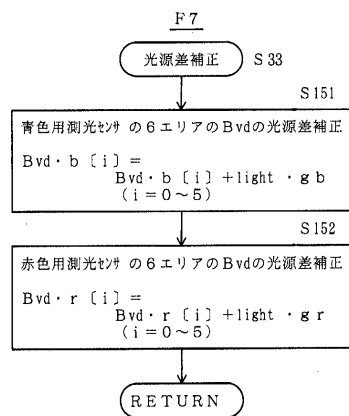 F7
光源差補正 S33
S151
青色用測光センサ の6エリアのBvdの光源差補正
Bvd・b〔i〕=
Bvd・b〔i〕+light・gb
(i=0~5)
S152
赤色用測光センサ の6エリアのBvdの光源差補正
Bvd・r〔i〕=
Bvd・r〔i〕+light・gr
(i=0~5)
RETURN